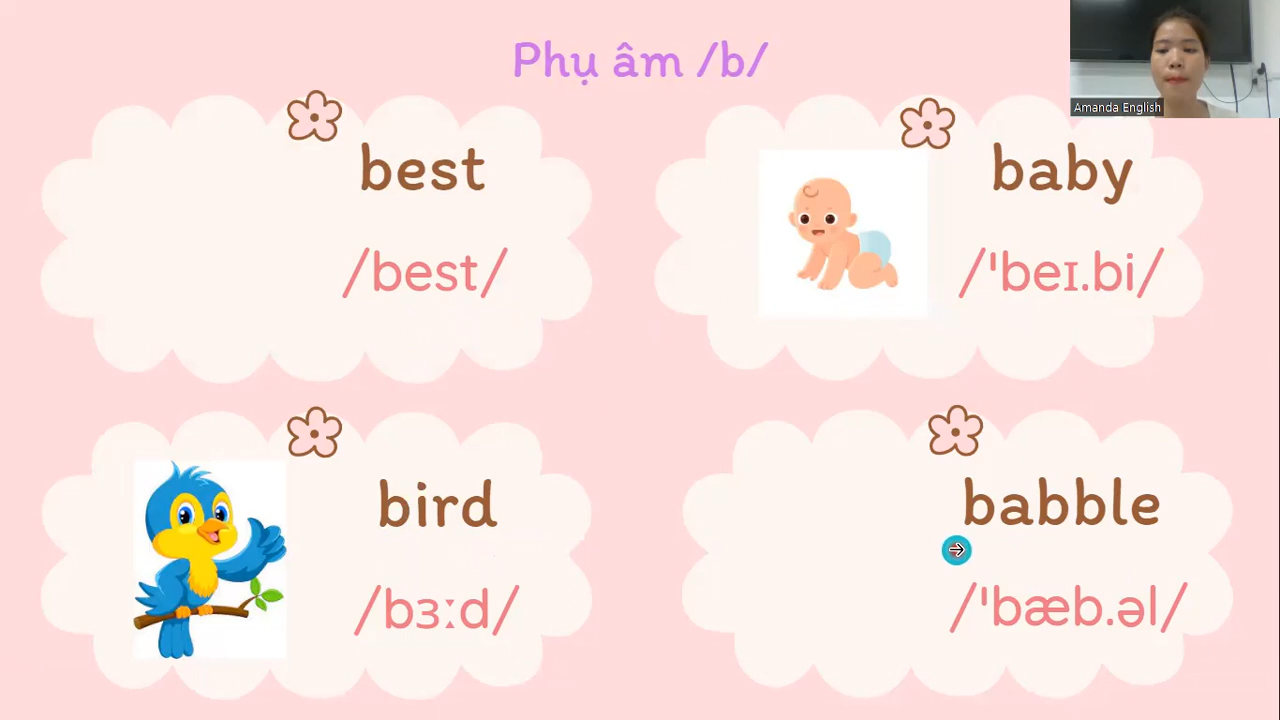 Phụ âm /b/
Amanda English
best
/best/
baby
/ˈbeɪ.bi/
bird
/bɜːd/
babble
/ˈbæb.əl/